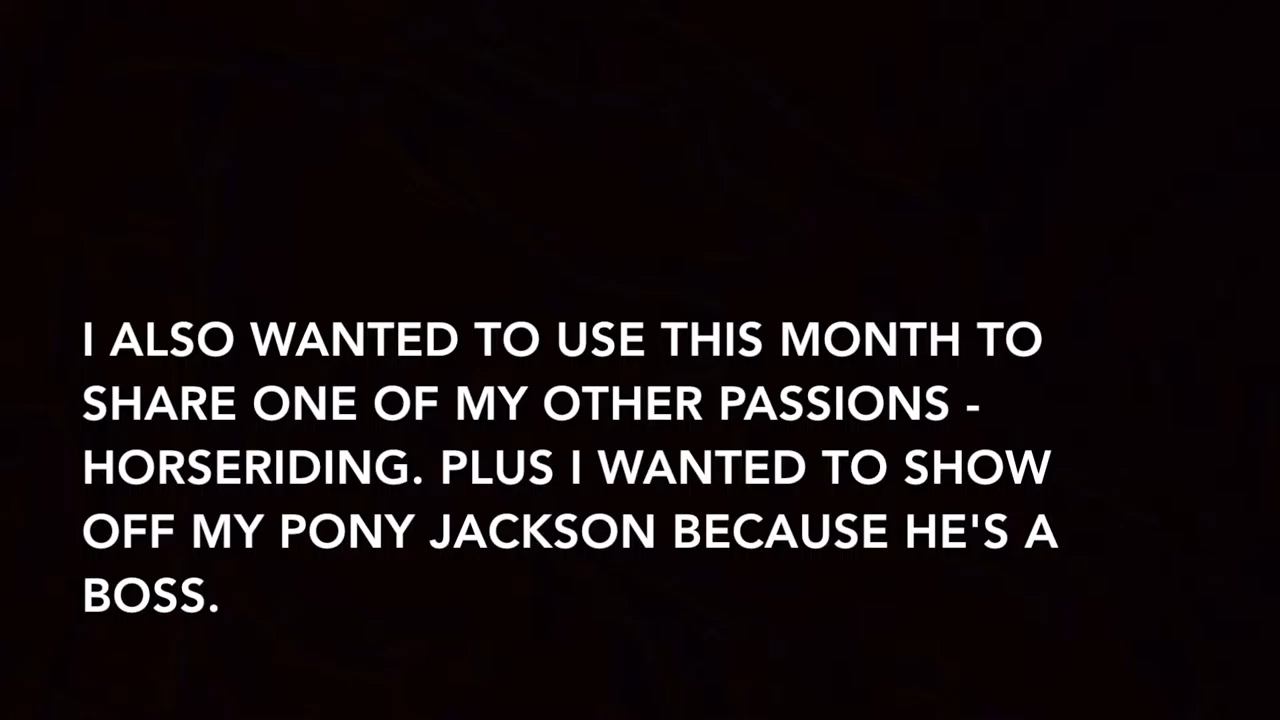 I ALSO WANTED TO USE THIS MONTH TO
SHARE ONE OF MY OTHER PASSIONS -
HORSERIDING. PLUS I WANTED TO SHOW
OFF MY PONY JACKSON BECAUSE HE'S A
BOSS.